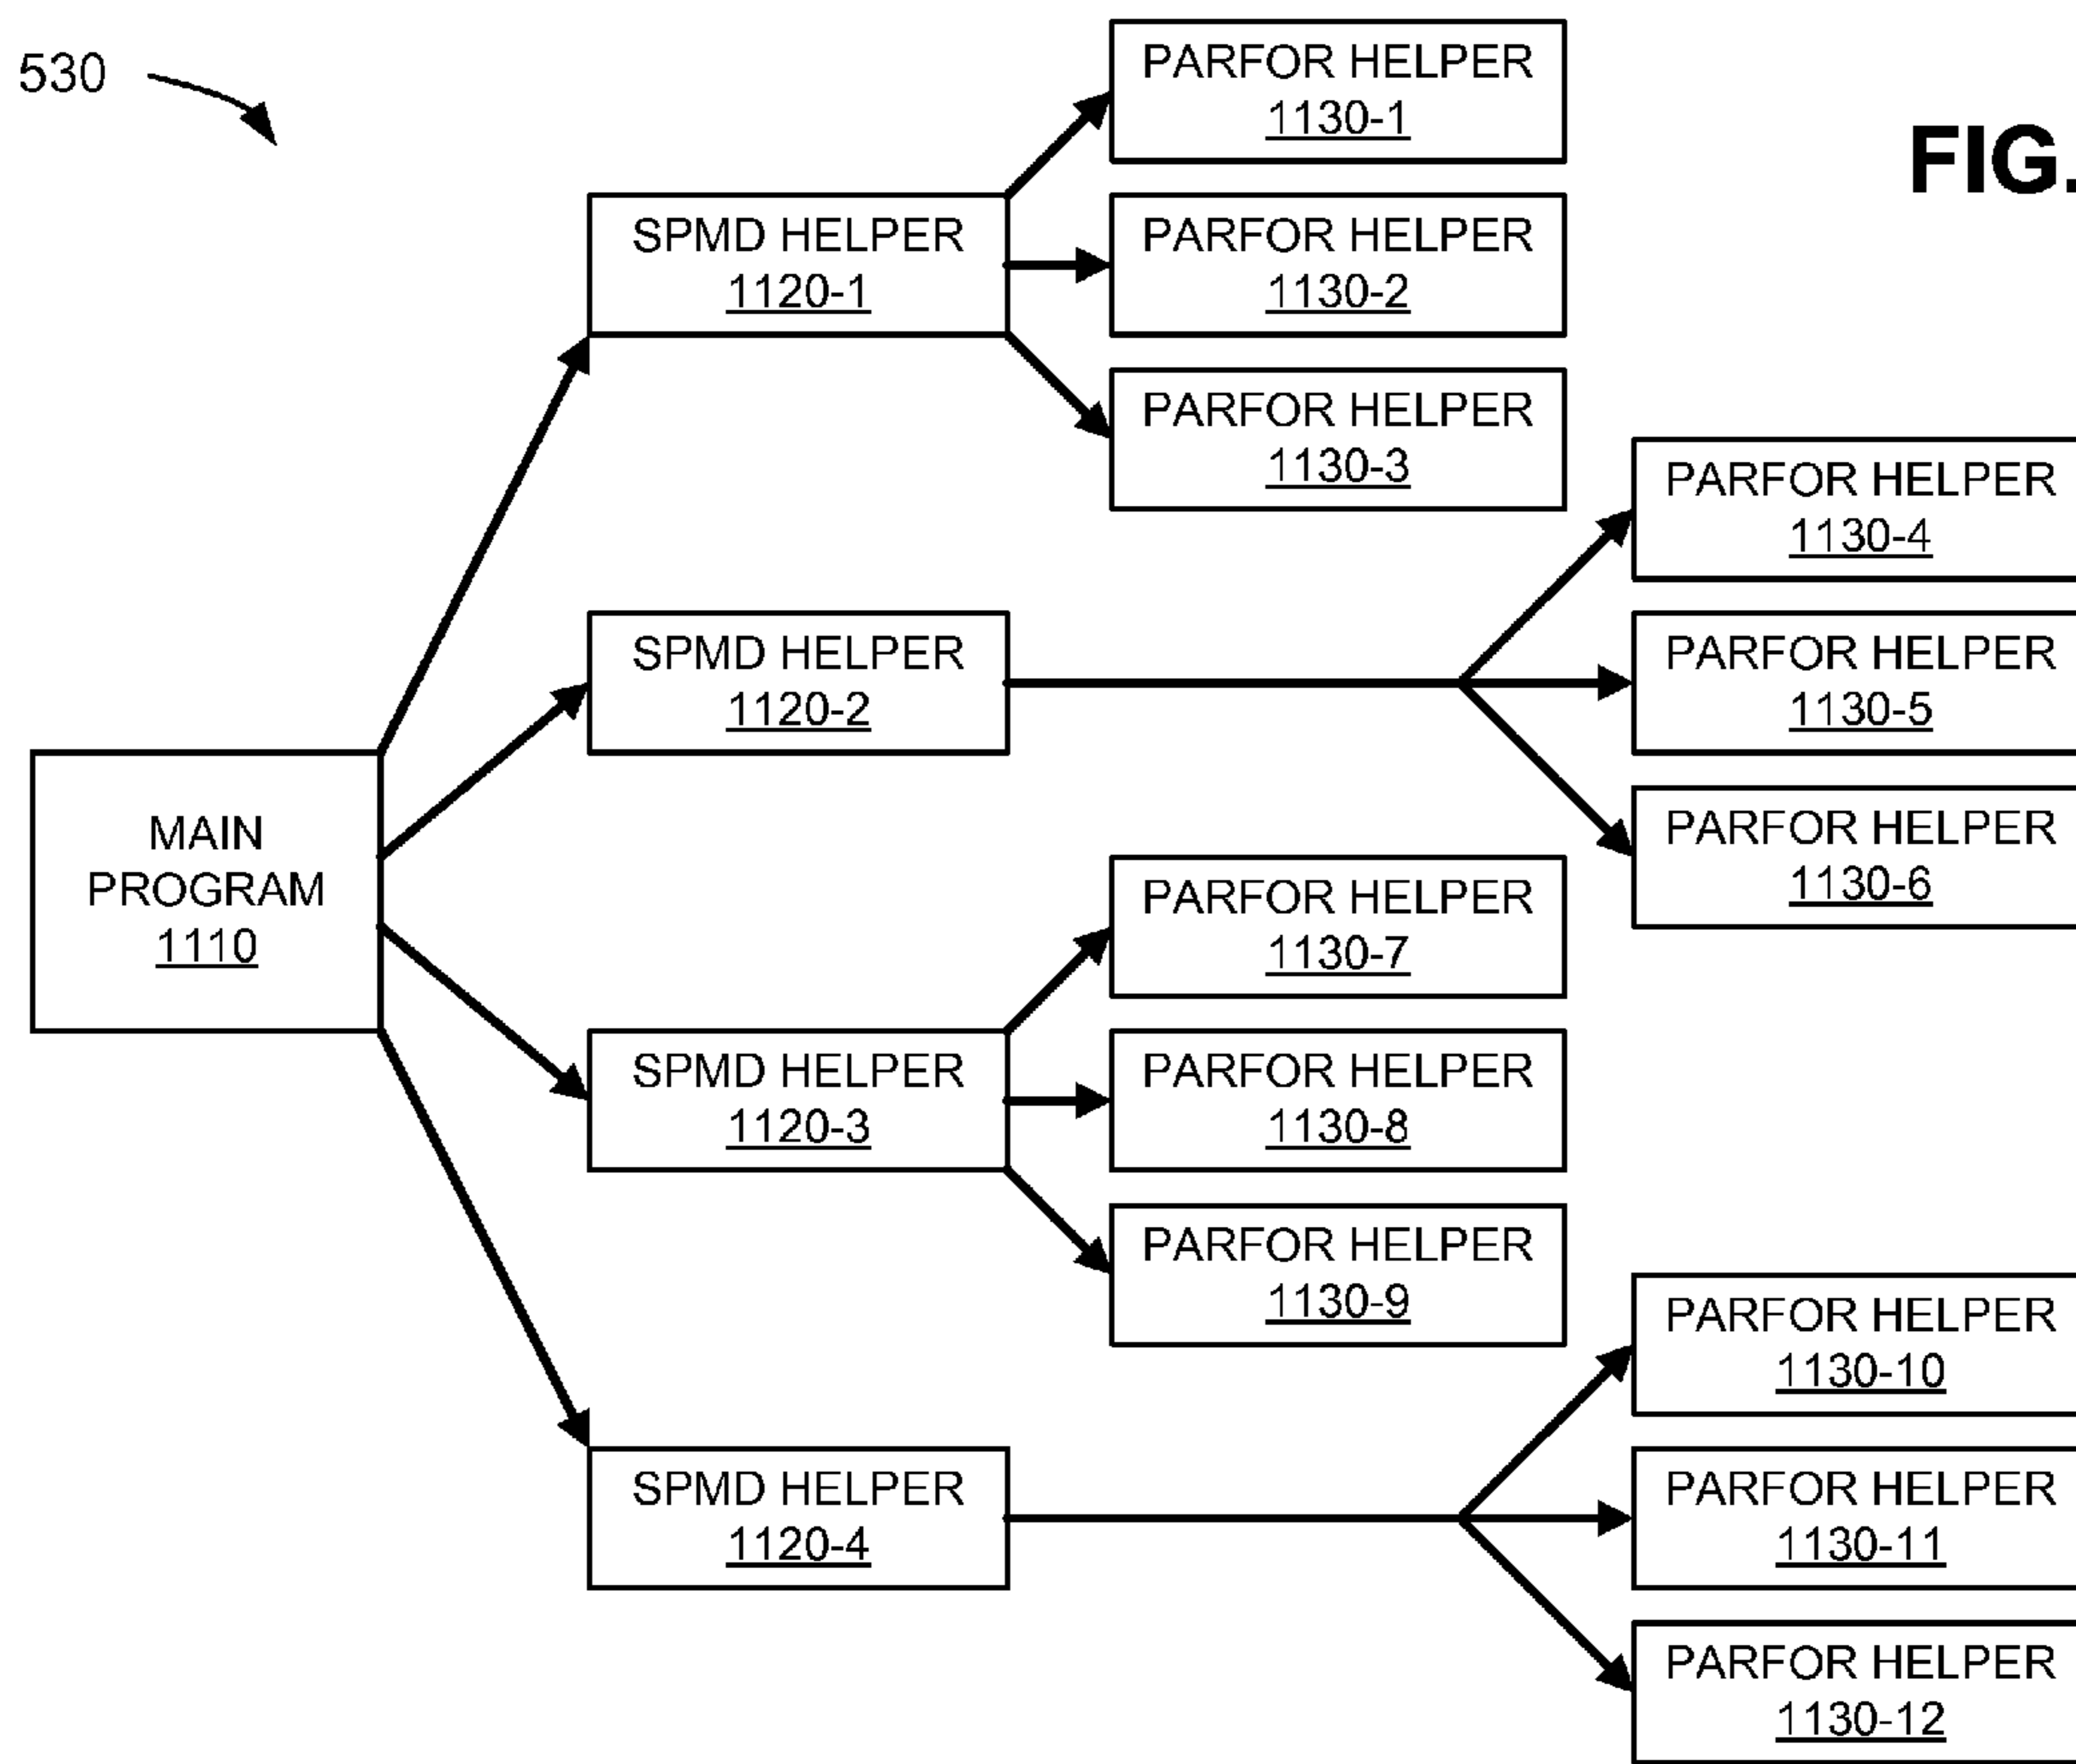 530
FIG.
PARFOR HELPER
1130-1
SPMD HELPER
1120-1
PARFOR HELPER
1130-2
PARFOR HELPER
1130-3
PARFOR HELPER
1130-4
SPMD HELPER
1120-2
PARFOR HELPER
1130-5
PARFOR HELPER
1130-6
MAIN
PROGRAM
1110
PARFOR HELPER
1130-7
SPMD HELPER
1120-3
PARFOR HELPER
1130-8
PARFOR HELPER
1130-9
PARFOR HELPER
1130-10
SPMD HELPER
1120-4
PARFOR HELPER
1130-11
PARFOR HELPER
1130-12